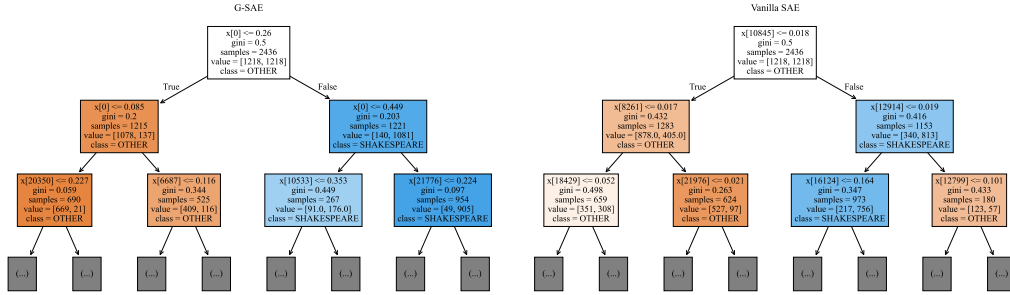 G-SAE
x[0] <= 0.26
gini = 0.5
samples = 2436
value = [1218, 1218]
class = OTHER
True
False
x[0] <= 0.085
gini = 0.2
samples = 1215
value = [1078, 137]
class = OTHER
x[0] <= 0.449
gini = 0.203
samples = 1221
value = [140, 1081]
class = SHAKESPEARE
x[20350] <= 0.227
gini = 0.059
samples = 690
value = [669, 21]
class = OTHER
x[6687] <= 0.116
gini = 0.344
samples = 525
value = [409, 116]
class = OTHER
x[10533] <= 0.353
gini = 0.449
samples = 267
value = [91.0, 176.0]
class = SHAKESPEARE
x[21776] <= 0.224
gini = 0.097
samples = 954
value = [49, 905]
class = SHAKESPEARE
(...)
(...)
(...)
(...)
(...)
(...)
(...)
(...)
Vanilla SAE
x[10845] <= 0.018
gini = 0.5
samples = 2436
value = [1218, 1218]
class = OTHER
True
False
x[8261] <= 0.017
gini = 0.432
samples = 1283
value = [878.0, 405.0]
class = OTHER
x[12914] <= 0.019
gini = 0.416
samples = 1153
value = [340, 813]
class = SHAKESPEARE
x[18429] <= 0.052
gini = 0.498
samples = 659
value = [351, 308]
class = OTHER
x[21976] <= 0.021
gini = 0.263
samples = 624
value = [527, 97]
class = OTHER
x[16124] <= 0.164
gini = 0.347
samples = 973
value = [217, 756]
class = SHAKESPEARE
x[12799] <= 0.101
gini = 0.433
samples = 180
value = [123, 57]
class = OTHER
(...)
(...)
(...)
(...)
(...)
(...)
(...)
(...)